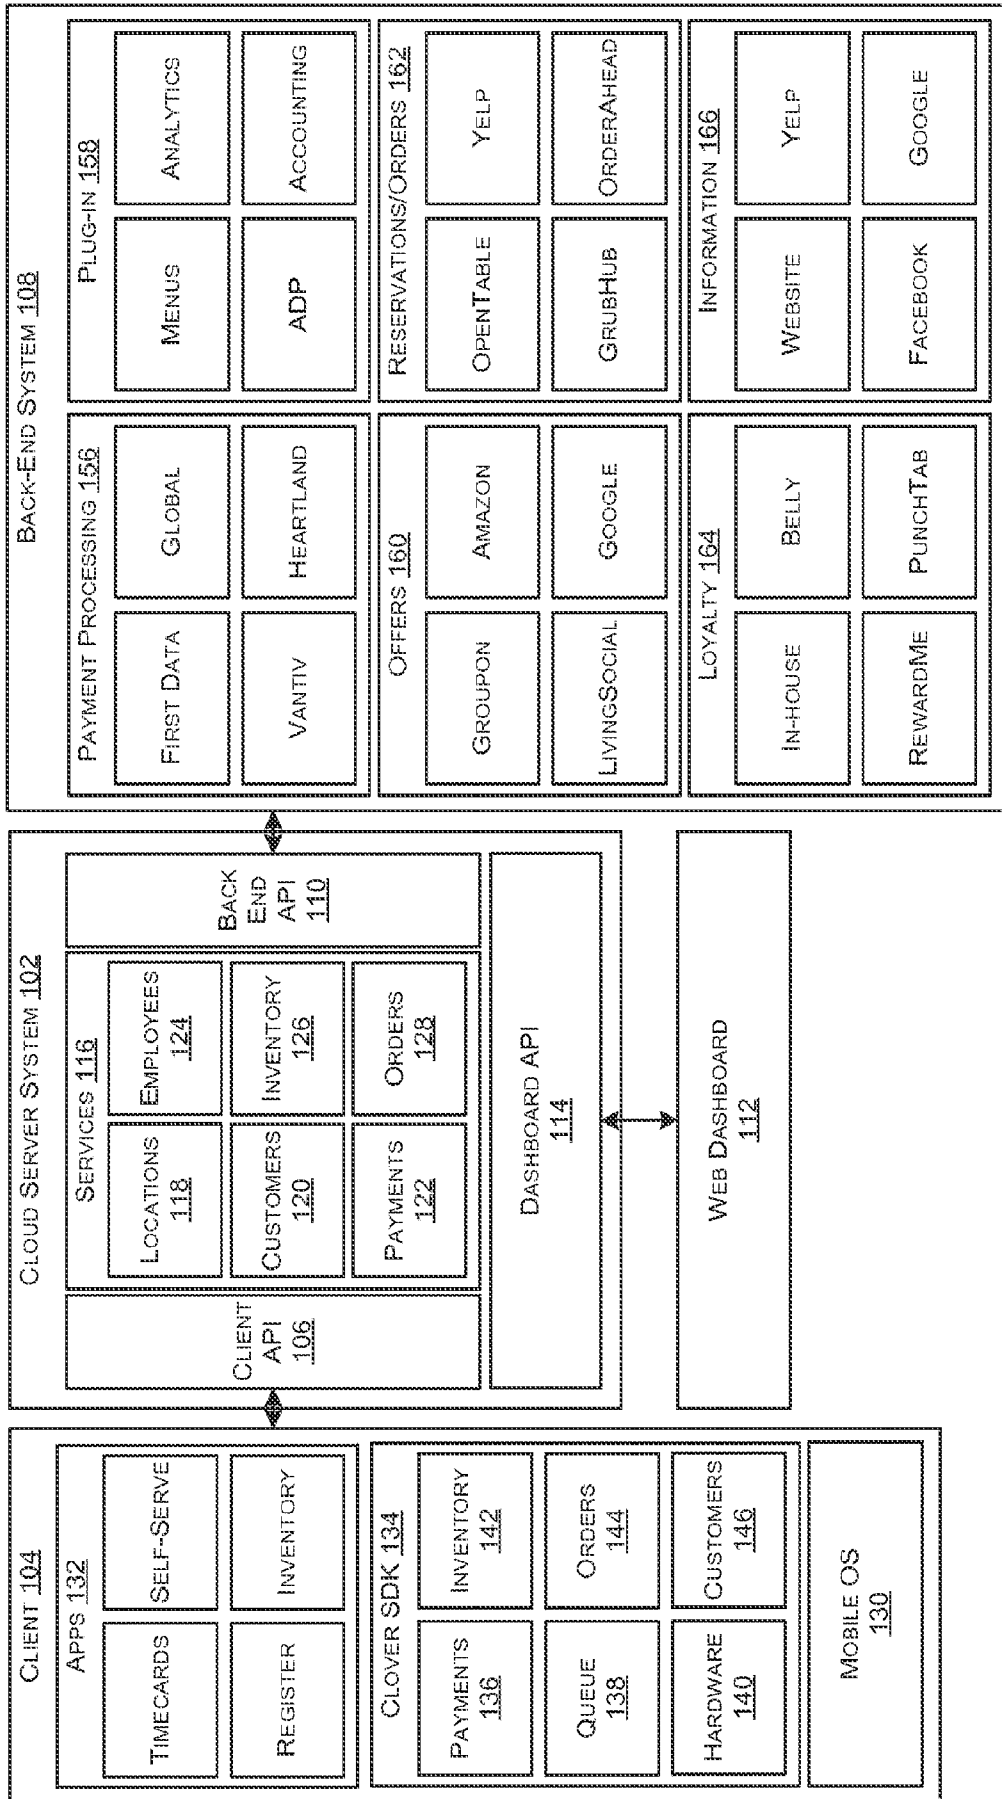 CLIENT 104
APPS 132
TIMECARDS
SELF-SERVE
REGISTER
INVENTORY
CLOVER SDK 134
PAYMENTS
136
INVENTORY
142
QUEUE
138
ORDERS
144
HARDWARE
140
CUSTOMERS
146
MOBILE OS
130
CLOUD SERVER SYSTEM 102
CLIENT
API
106
SERVICES 116
LOCATIONS
118
EMPLOYEES
124
CUSTOMERS
120
INVENTORY
126
PAYMENTS
122
ORDERS
128
BACK
END
API
110
DASHBOARD API
114
WEB DASHBOARD
112
BACK-END SYSTEM 108
PAYMENT PROCESSING 156
FIRST DATA
GLOBAL
VANTIV
HEARTLAND
PLUG-IN 158
MENUS
ANALYTICS
ADP
ACCOUNTING
OFFERS 160
GROUPON
AMAZON
LIVINGSOCIAL
GOOGLE
RESERVATIONS/ORDERS 162
OPENTABLE
YELP
GRUBHUB
ORDERAHEAD
LOYALTY 164
IN-HOUSE
BELLY
REWARDME
PUNCHTAB
INFORMATION 166
WEBSITE
YELP
FACEBOOK
GOOGLE